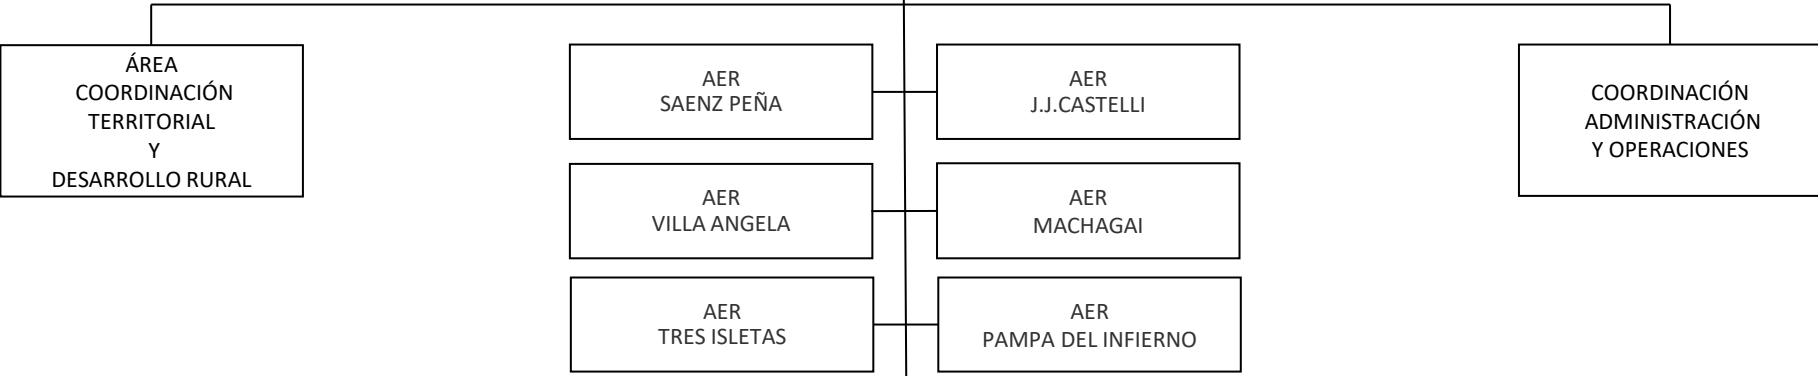 ÁREA
COORDINACIÓN
TERRITORIAL
Y
DESARROLLO RURAL
AER
SAENZ PEÑA
AER
J.J.CASTELLI
COORDINACIÓN
ADMINISTRACIÓN
Y OPERACIONES
AER
VILLA ANGELA
AER
MACHAGAI
AER
TRES ISLETAS
AER
PAMPA DEL INFIERNO